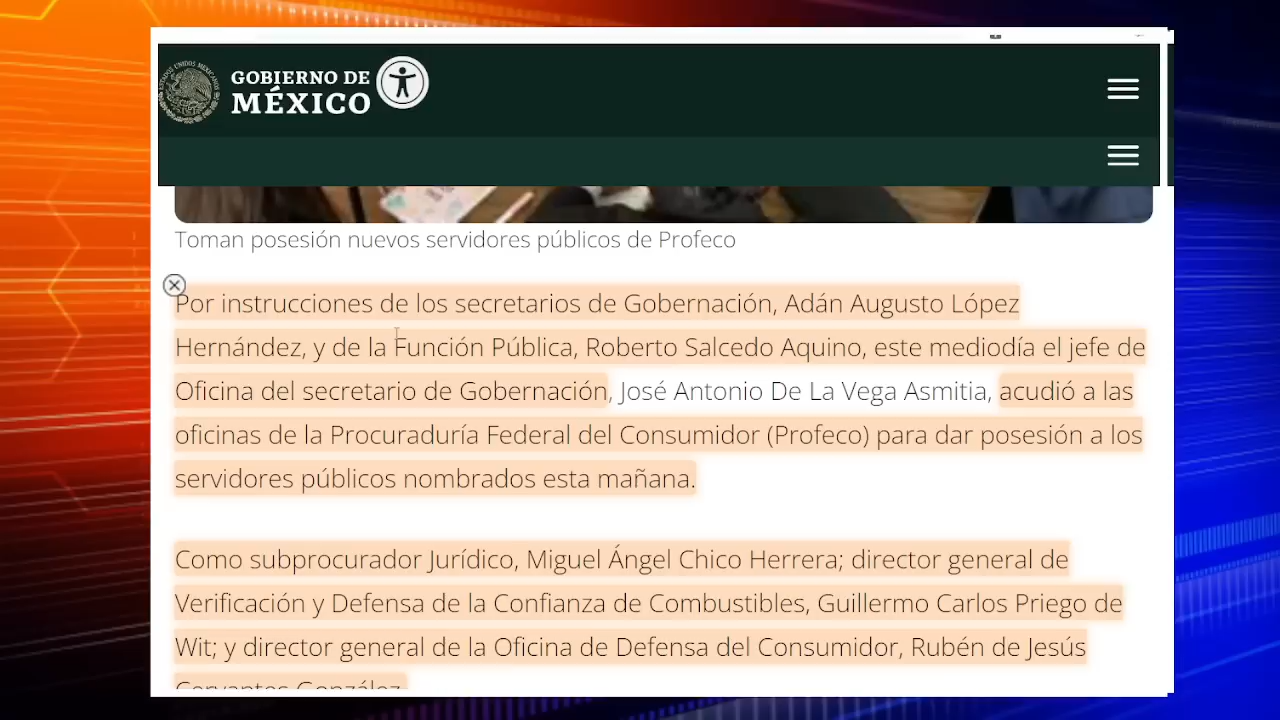 GOBIERNO DE
MÉXICO
Toman posesión nuevos servidores públicos de Profeco
Por instrucciones de los secretarios de Gobernación, Adán Augusto López
Hernández, y de la Función Pública, Roberto Salcedo Aquino, este mediodía el jefe de
Oficina del secretario de Gobernación, José Antonio De La Vega Asmitia, acudió a las
oficinas de la Procuraduría Federal del Consumidor (Profeco) para dar posesión a los
servidores públicos nombrados esta mañana.
Como subprocurador Jurídico, Miguel Ángel Chico Herrera; director general de
Verificación y Defensa de la Confianza de Combustibles, Guillermo Carlos Priego de
Wit; y director general de la Oficina de Defensa del Consumidor, Rubén de Jesús
Cervantes González.